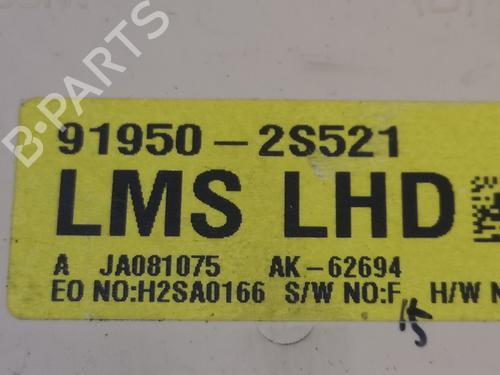 B-PARTS
91950-2S521
LMS LHD
A JA081075 AK-62694
EO NO:H2SA0166 S/W NO:F H/W N